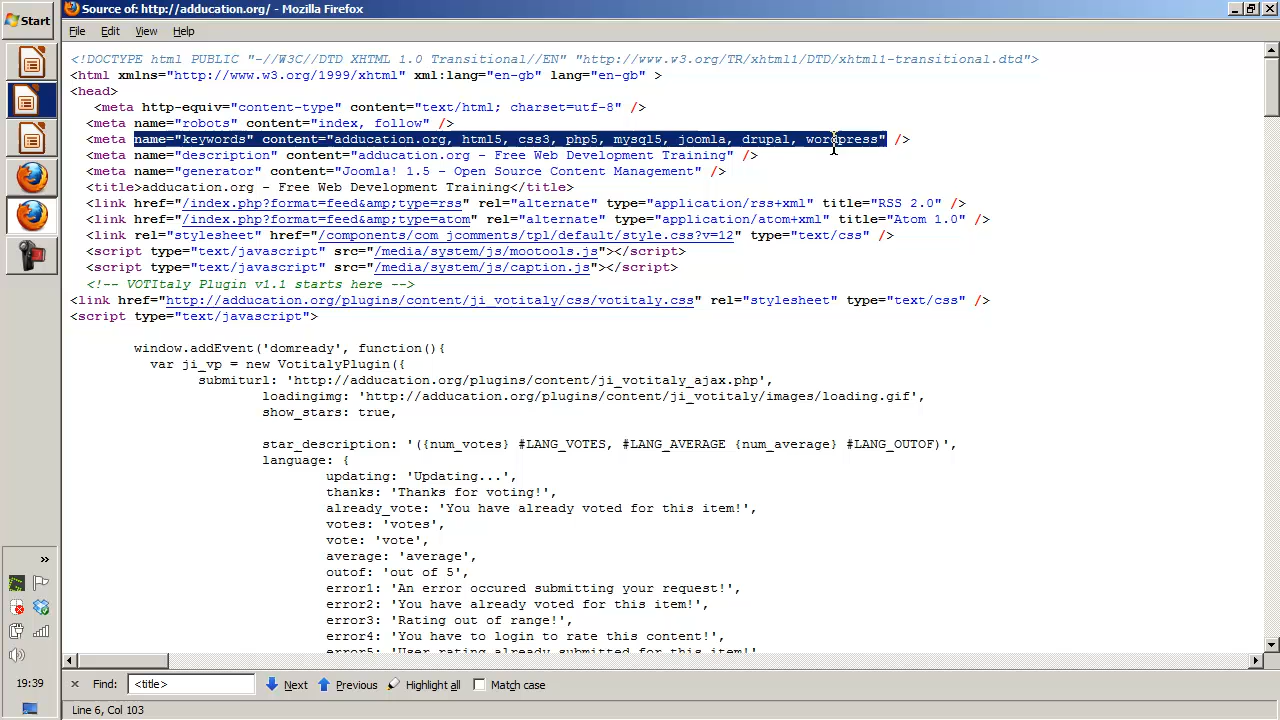 Start
Source of: http://adducation.org/ - Mozilla Firefox
File Edit View Help
<!DOCTYPE html PUBLIC "-//W3C//DTD XHTML 1.0 Transitional//EN" "http://www.w3.org/TR/xhtml1/DTD/xhtml1-transitional.dtd">
<html xmlns="http://www.w3.org/1999/xhtml" xml:lang="en-gb" lang="en-gb" >
<head>
<meta http-equiv="content-type" content="text/html; charset=utf-8" />
<meta name="robots" content="index, follow" />
<meta name="keywords" content="adducation.org, html5, css3, php5, mysql5, joomla, drupal, wordpress" />
<meta name="description" content="adducation.org - Free Web Development Training" />
<meta name="generator" content="Joomla! 1.5 - Open Source Content Management" />
<title>adducation.org - Free Web Development Training</title>
<link href="/index.php?format=feed&amp;type=rss" rel="alternate" type="application/rss+xml" title="RSS 2.0" />
<link href="/index.php?format=feed&amp;type=atom" rel="alternate" type="application/atom+xml" title="Atom 1.0" />
<link rel="stylesheet" href="/components/com_jcomments/tpl/default/style.css?v=12" type="text/css" />
<script type="text/javascript" src="/media/system/js/mootools.js"></script>
<script type="text/javascript" src="/media/system/js/caption.js"></script>
<!-- VOTItaly Plugin v1.1 starts here -->
<link href="http://adducation.org/plugins/content/ji_votitaly/css/votitaly.css" rel="stylesheet" type="text/css" />
<script type="text/javascript">
window.addEvent('domready', function(){
var ji_vp = new VotitalyPlugin({
submiturl: 'http://adducation.org/plugins/content/ji_votitaly_ajax.php',
loadingimg: 'http://adducation.org/plugins/content/ji_votitaly/images/loading.gif',
show_stars: true,
star_description: '({num_votes} #LANG_VOTES, #LANG_AVERAGE {num_average} #LANG_OUTOF)',
language: {
updating: 'Updating...',
thanks: 'Thanks for voting!',
already_vote: 'You have already voted for this item!',
votes: 'votes',
vote: 'vote',
average: 'average',
outof: 'out of 5',
error1: 'An error occured submitting your request!',
error2: 'You have already voted for this item!',
error3: 'Rating out of range!',
error4: 'You have to login to rate this content!',
error5: 'User rating already submitted for this item!'
19:39
Find: <title> Next Previous Highlight all Match case
Line 6, Col 103